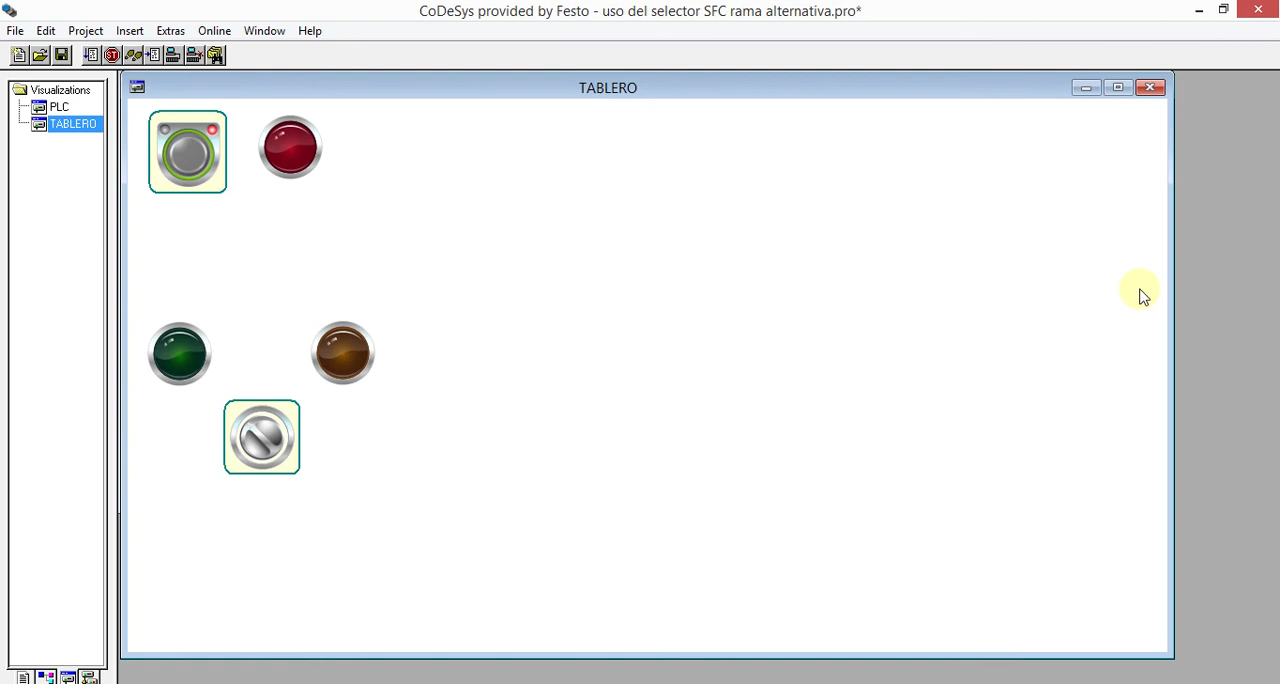 CoDeSys provided by Festo - uso del selector SFC rama alternativa.pro*
File Edit Project Insert Extras Online Window Help
Visualizations
PLC
TABLERO
TABLERO